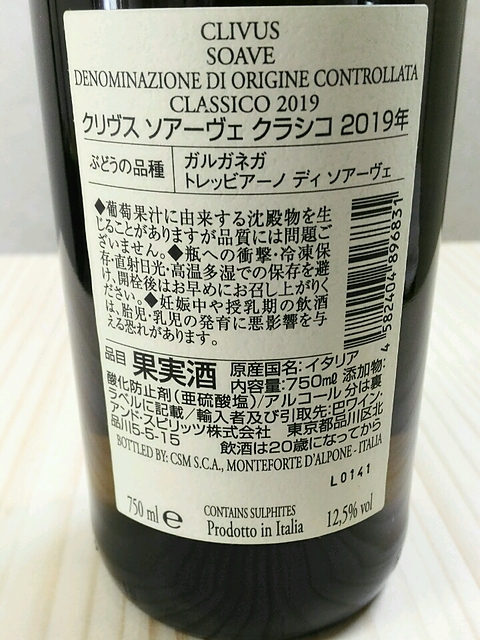 CLIVUS
SOAVE
DENOMINAZIONE DI ORIGINE CONTROLLATA
CLASSICO 2019
クリヴス ソアーヴェ クラシコ 2019年
ぶどうの品種
ガルガネガ
トレッビアーノ ディ ソアーヴェ
◆葡萄果汁に由来する沈殿物を生
じることがありますが品質には問題ご
ざいません。◆瓶への衝撃・冷凍保
存・直射日光・高温多湿での保存を避
け、開栓後はお早めにお召し上がりく
ださい。◆妊娠中や授乳期の飲酒
は、胎児・乳児の発育に悪影響を与
える恐れがあります。
4 582404 896831
品目 果実酒 原産国名:イタリア
内容量:750mℓ 添加物:
酸化防止剤(亜硫酸塩)/アルコール分は裏
ラベルに記載/輸入者及び引取先:巴ワイン・
アンド・スピリッツ株式会社 東京都品川区北
品川5-5-15 飲酒は20歳になってから
BOTTLED BY: CSM S.C.A., MONTEFORTE D'ALPONE - ITALIA
L0141
750 ml e
CONTAINS SULPHITES
Prodotto in Italia
12,5% vol